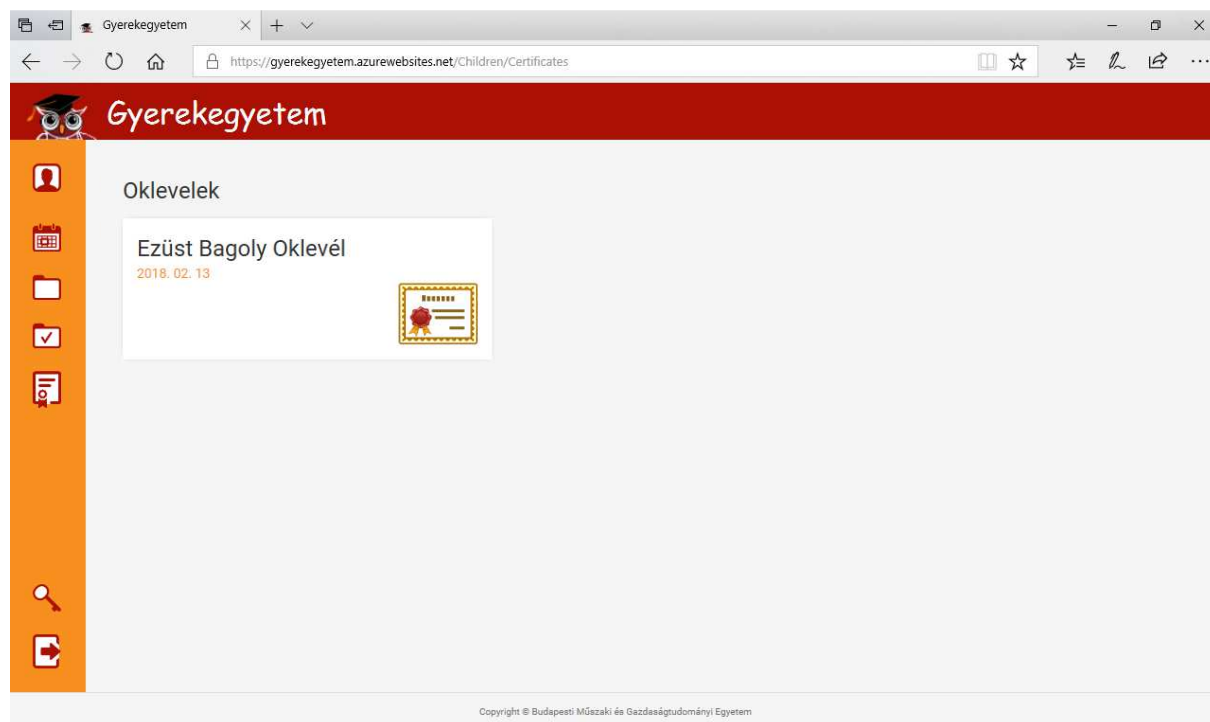 Gyerekegyetem
https://gyerekegyetem.azurewebsites.net/Children/Certificates
Gyerekegyetem
Oklevelek
Ezüst Bagoly Oklevél
2018. 02. 13
Copyright © Budapesti Műszaki és Gazdaságtudományi Egyetem